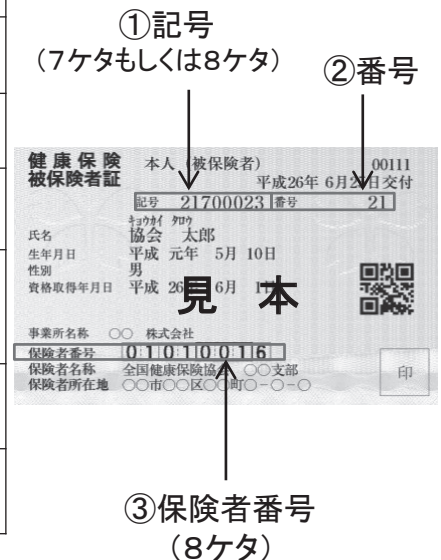 ①記号
(7ケタもしくは8ケタ)
②番号
健康保険 本人(被保険者) 00111
被保険者証 平成26年 6月2 日交付
記号 21700023 番号 21
キョウカイ タロウ
氏名 協会 太郎
生年月日 平成 元年 5月 10日
性別 男
資格取得年月日 平成 26 6月 1
見本
事業所名称 ○○ 株式会社
保険者番号 01010016
保険者名称 全国健康保険協会 ○○支部
保険者所在地 ○○市○○区○○町○-○-○
印
③保険者番号
(8ケタ)